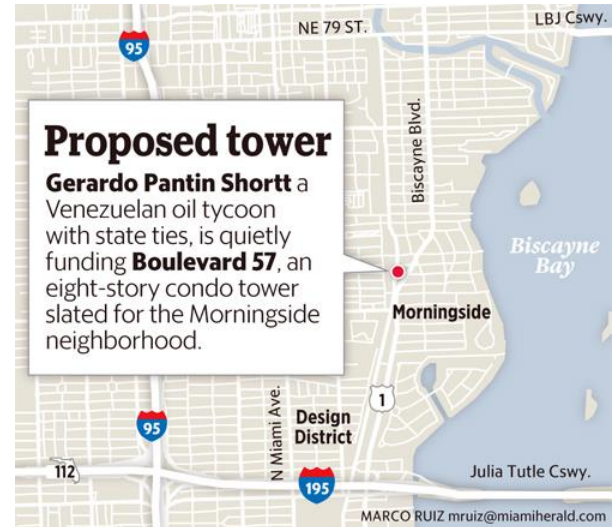 NE 79 ST.
LBJ Cswy.
95
Proposed tower
Gerardo Pantin Shortt a
Venezuelan oil tycoon
with state ties, is quietly
funding Boulevard 57, an
eight-story condo tower
slated for the Morningside
neighborhood.
Biscayne Blvd.
Biscayne
Bay
Morningside
1
N Miami Ave.
Design
District
95
112
195
Julia Tutle Cswy.
MARCO RUIZ mruiz@miamiherald.com